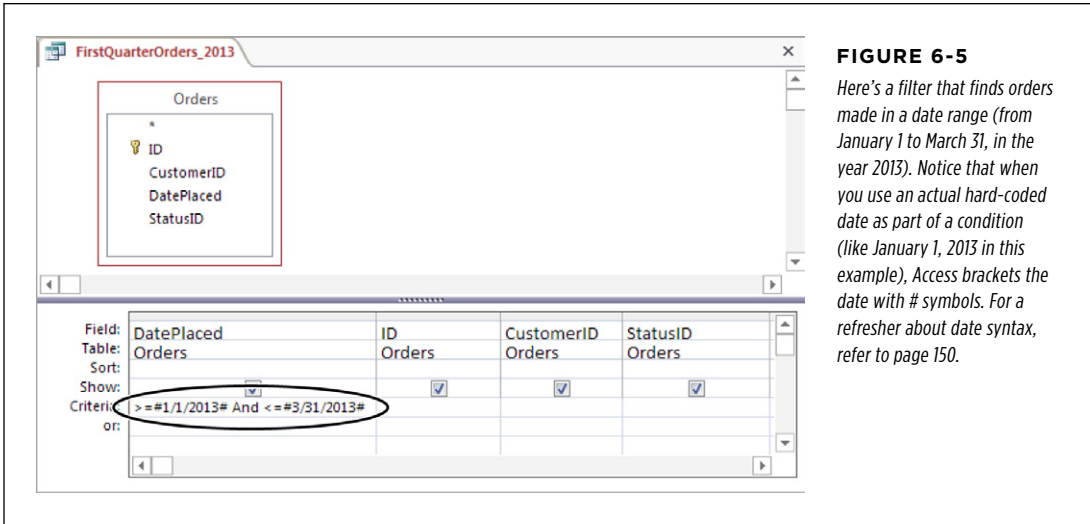 FirstQuarterOrders_2013
Orders
*
ID
CustomerID
DatePlaced
StatusID
Field: DatePlaced ID CustomerID StatusID
Table: Orders Orders Orders Orders
Sort:
Show:
Criteria: >=#1/1/2013# And <=#3/31/2013#
or:
FIGURE 6-5
Here's a filter that finds orders
made in a date range (from
January 1 to March 31, in the
year 2013). Notice that when
you use an actual hard-coded
date as part of a condition
(like January 1, 2013 in this
example), Access brackets the
date with # symbols. For a
refresher about date syntax,
refer to page 150.